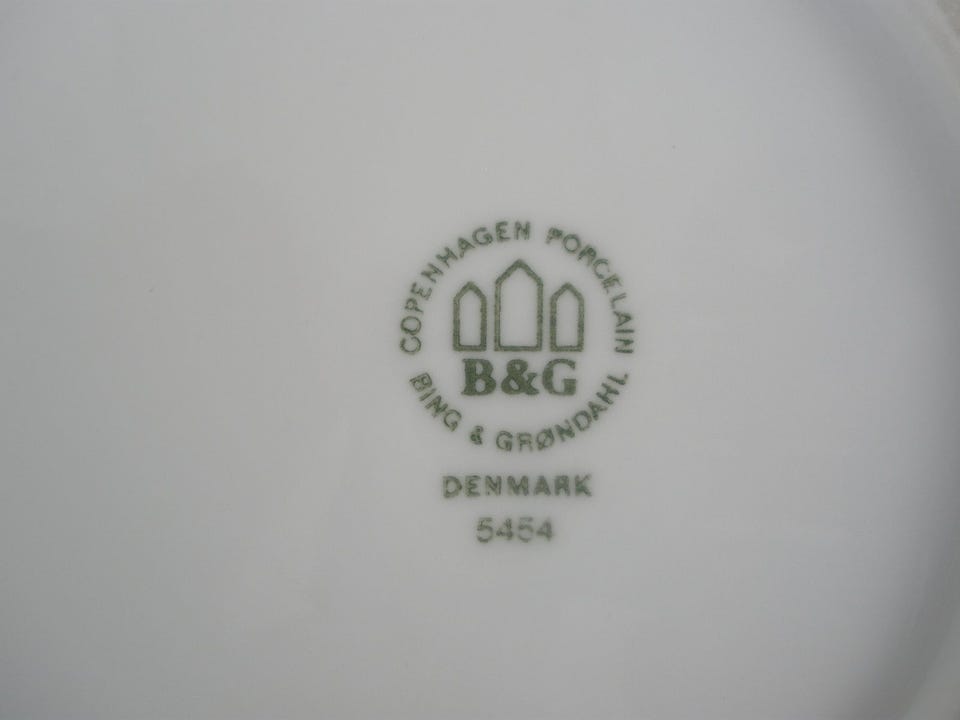 COPENHAGEN PORCELAIN
B&G
BING & GRØNDAHL
DENMARK
5454